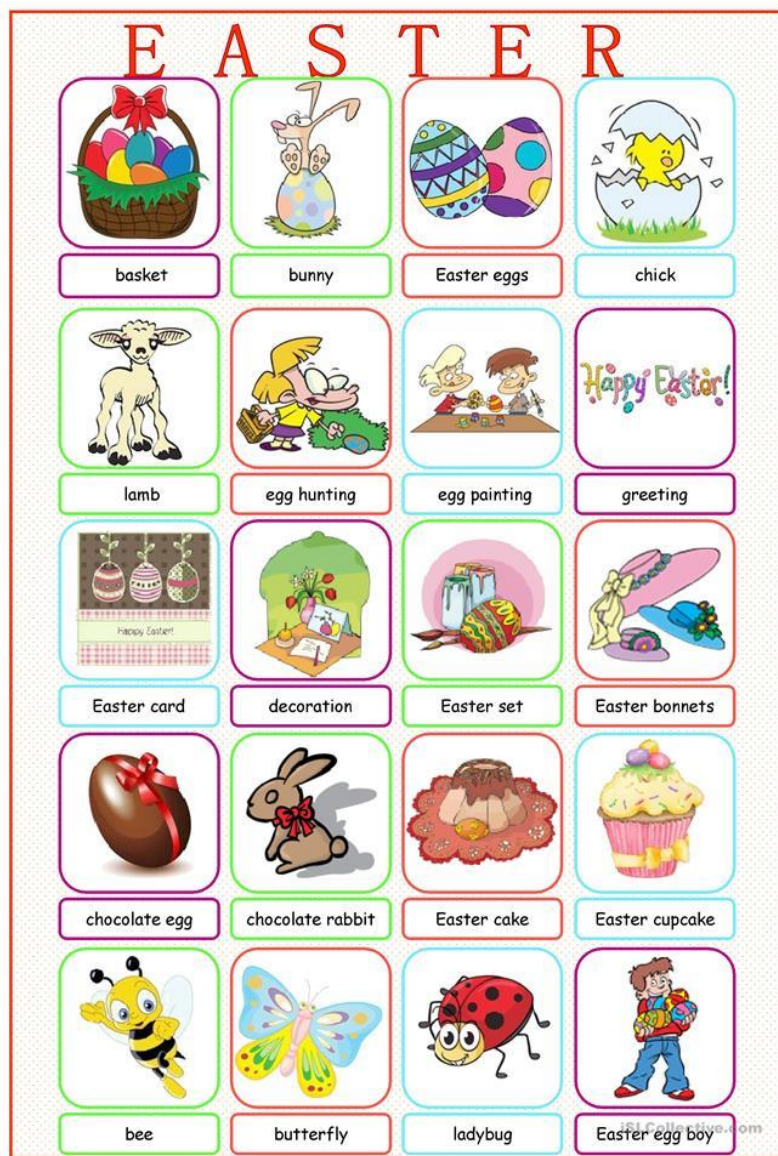 EASTER
basket
bunny
Easter eggs
chick
Happy Easter!
lamb
egg hunting
egg painting
greeting
Happy Easter!
Easter card
decoration
Easter set
Easter bonnets
chocolate egg
chocolate rabbit
Easter cake
Easter cupcake
bee
butterfly
ladybug
Easter egg boy
iSLCollective.com